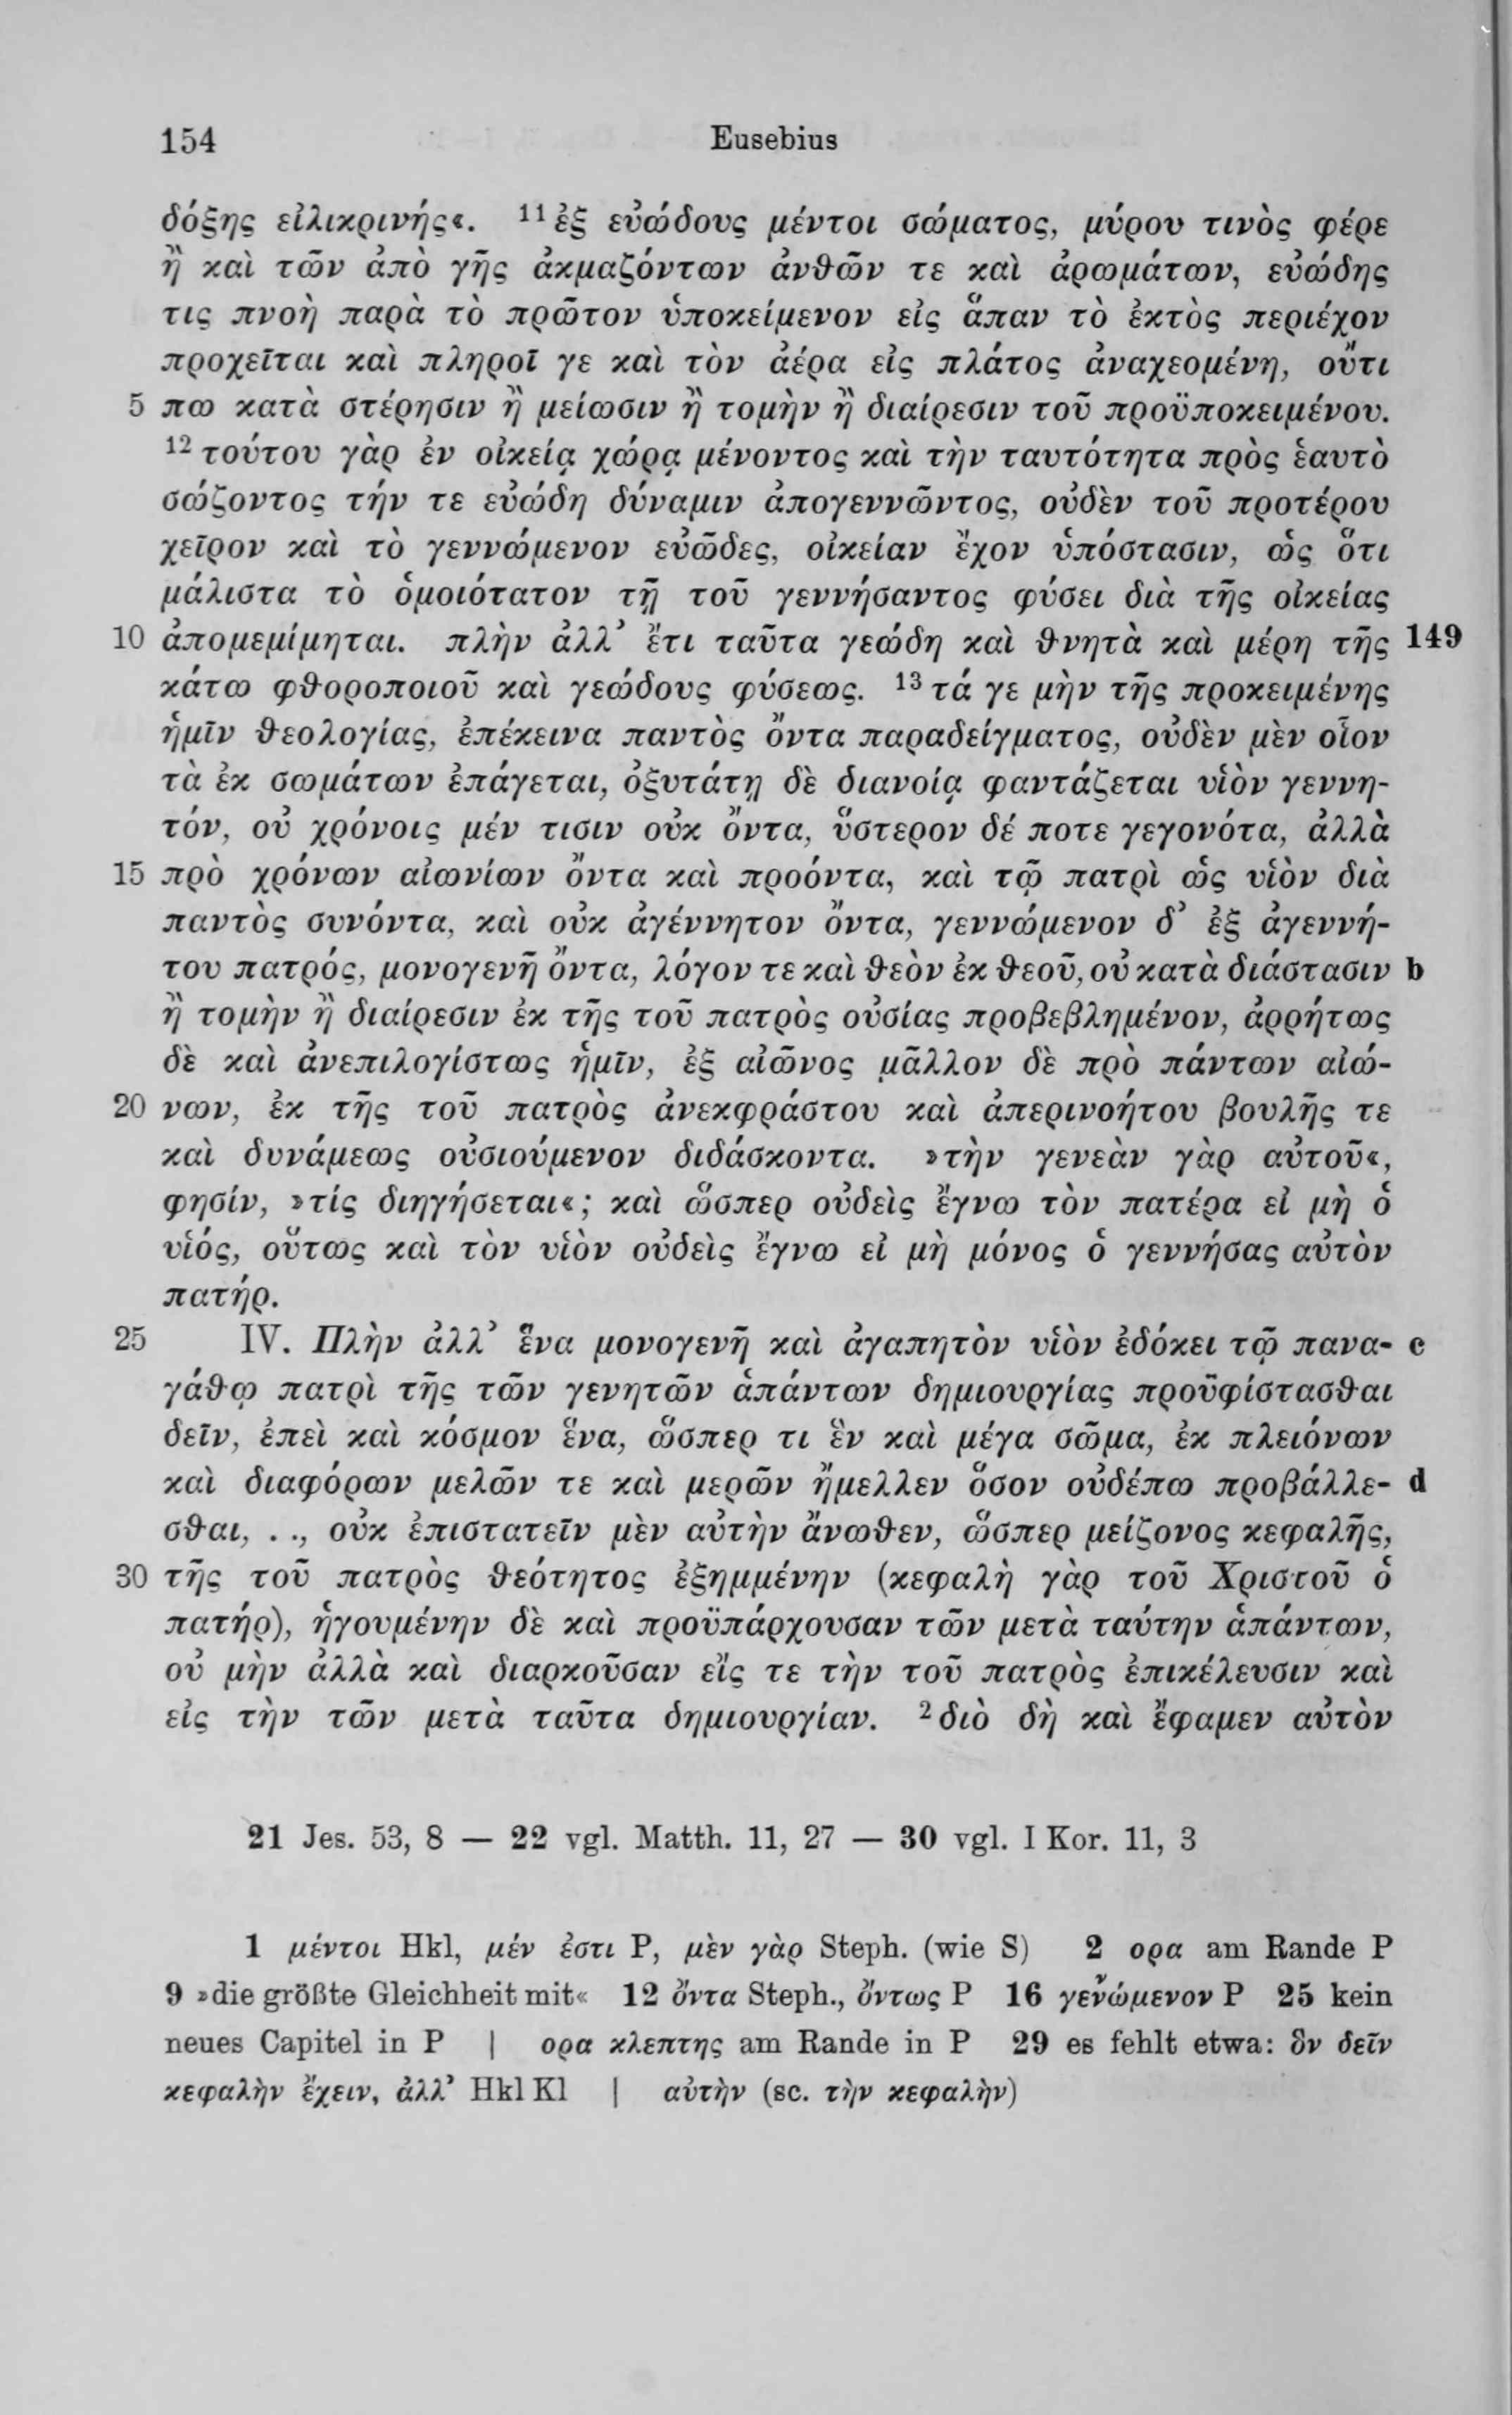 154 Eusebius
δόξης εἰλικρινής«. ¹¹ ἐξ εὐώδους μέντοι σώματος, μύρου τινὸς φέρε
ἢ καὶ τῶν ἀπὸ γῆς ἀκμαζόντων ἀνθῶν τε καὶ ἀρωμάτων, εὐώδης
τις πνοὴ παρὰ τὸ πρῶτον ὑποκείμενον εἰς ἅπαν τὸ ἐκτὸς περιέχον
προχεῖται καὶ πληροῖ γε καὶ τὸν ἀέρα εἰς πλάτος ἀναχεομένη, οὔτι
5 πω κατὰ στέρησιν ἢ μείωσιν ἢ τομὴν ἢ διαίρεσιν τοῦ προϋποκειμένου.
¹² τούτου γὰρ ἐν οἰκείᾳ χώρᾳ μένοντος καὶ τὴν ταυτότητα πρὸς ἑαυτὸ
σώζοντος τήν τε εὐώδη δύναμιν ἀπογεννῶντος, οὐδὲν τοῦ προτέρου
χεῖρον καὶ τὸ γεννώμενον εὐῶδες, οἰκείαν ἔχον ὑπόστασιν, ὡς ὅτι
μάλιστα τὸ ὁμοιότατον τῇ τοῦ γεννήσαντος φύσει διὰ τῆς οἰκείας
10 ἀπομεμίμηται. πλὴν ἀλλ’ ἔτι ταῦτα γεώδη καὶ θνητὰ καὶ μέρη τῆς 149
κάτω φθοροποιοῦ καὶ γεώδους φύσεως. ¹³ τά γε μὴν τῆς προκειμένης
ἡμῖν θεολογίας, ἐπέκεινα παντὸς ὄντα παραδείγματος, οὐδὲν μὲν οἷον
τὰ ἐκ σωμάτων ἐπάγεται, ὀξυτάτῃ δὲ διανοίᾳ φαντάζεται υἱὸν γεννη-
τόν, οὐ χρόνοις μέν τισιν οὐκ ὄντα, ὕστερον δέ ποτε γεγονότα, ἀλλὰ
15 πρὸ χρόνων αἰωνίων ὄντα καὶ προόντα, καὶ τῷ πατρὶ ὡς υἱὸν διὰ
παντὸς συνόντα, καὶ οὐκ ἀγέννητον ὄντα, γεννώμενον δ’ ἐξ ἀγεννή-
του πατρός, μονογενῆ ὄντα, λόγον τε καὶ θεὸν ἐκ θεοῦ, οὐ κατὰ διάστασιν b
ἢ τομὴν ἢ διαίρεσιν ἐκ τῆς τοῦ πατρὸς οὐσίας προβεβλημένον, ἀρρήτως
δὲ καὶ ἀνεπιλογίστως ἡμῖν, ἐξ αἰῶνος μᾶλλον δὲ πρὸ πάντων αἰώ-
20 νων, ἐκ τῆς τοῦ πατρὸς ἀνεκφράστου καὶ ἀπερινοήτου βουλῆς τε
καὶ δυνάμεως οὐσιούμενον διδάσκοντα. »τὴν γενεὰν γὰρ αὐτοῦ«,
φησίν, »τίς διηγήσεται«; καὶ ὥσπερ οὐδεὶς ἔγνω τὸν πατέρα εἰ μὴ ὁ
υἱός, οὕτως καὶ τὸν υἱὸν οὐδεὶς ἔγνω εἰ μὴ μόνος ὁ γεννήσας αὐτὸν
πατήρ.
25 IV. Πλὴν ἀλλ’ ἕνα μονογενῆ καὶ ἀγαπητὸν υἱὸν ἐδόκει τῷ πανα- c
γάθῳ πατρὶ τῆς τῶν γενητῶν ἁπάντων δημιουργίας προϋφίστασθαι
δεῖν, ἐπεὶ καὶ κόσμον ἕνα, ὥσπερ τι ἓν καὶ μέγα σῶμα, ἐκ πλειόνων
καὶ διαφόρων μελῶν τε καὶ μερῶν ἤμελλεν ὅσον οὐδέπω προβάλλε- d
σθαι, . ., οὐκ ἐπιστατεῖν μὲν αὐτὴν ἄνωθεν, ὥσπερ μείζονος κεφαλῆς,
30 τῆς τοῦ πατρὸς θεότητος ἐξημμένην (κεφαλὴ γὰρ τοῦ Χριστοῦ ὁ
πατήρ), ἡγουμένην δὲ καὶ προϋπάρχουσαν τῶν μετὰ ταύτην ἁπάντων,
οὐ μὴν ἀλλὰ καὶ διαρκοῦσαν εἴς τε τὴν τοῦ πατρὸς ἐπικέλευσιν καὶ
εἰς τὴν τῶν μετὰ ταῦτα δημιουργίαν. ² διὸ δὴ καὶ ἔφαμεν αὐτὸν
21 Jes. 53, 8 — 22 vgl. Matth. 11, 27 — 30 vgl. I Kor. 11, 3
1 μέντοι Hkl, μέν ἐστι P, μὲν γὰρ Steph. (wie S) 2 ορα am Rande P
9 »die größte Gleichheit mit« 12 ὄντα Steph., ὄντως P 16 γεν̌ώμενον P 25 kein
neues Capitel in P | ορα κλεπτης am Rande in P 29 es fehlt etwa: ὃν δεῖν
κεφαλὴν ἔχειν, ἀλλ’ Hkl Kl | αὐτὴν (sc. τὴν κεφαλὴν)